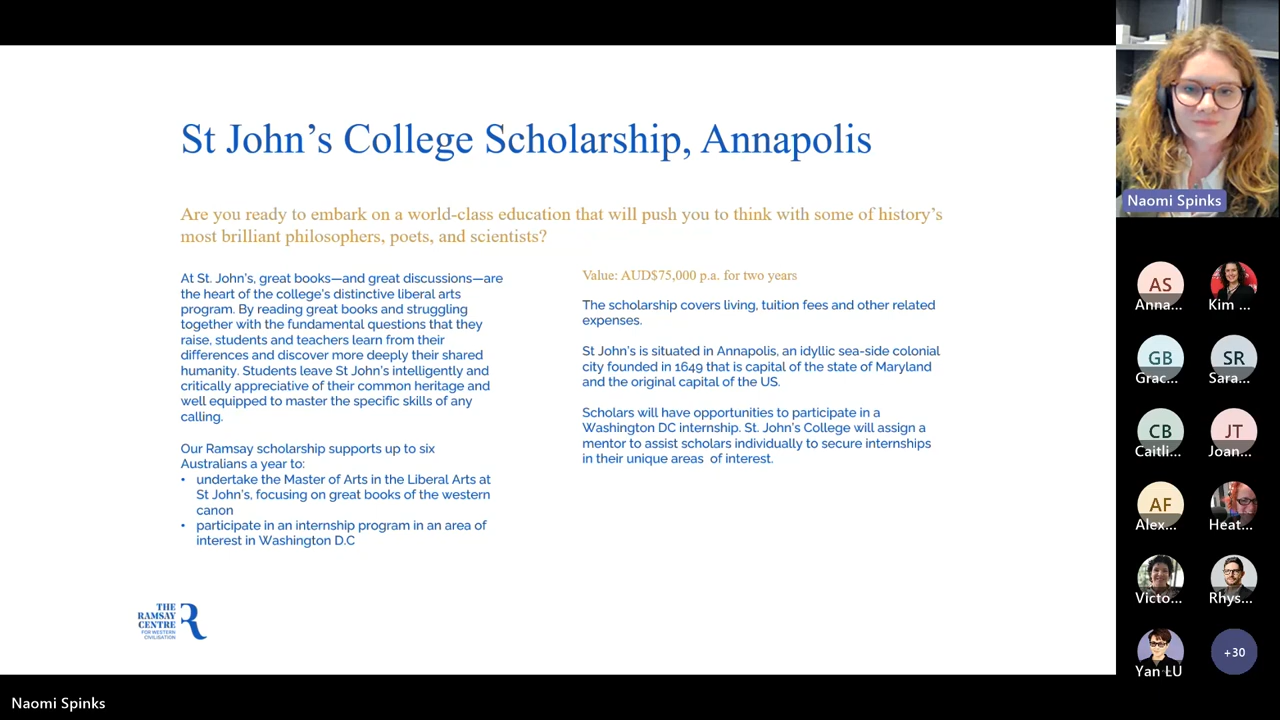 St John’s College Scholarship, Annapolis
Are you ready to embark on a world-class education that will push you to think with some of history’s
most brilliant philosophers, poets, and scientists?
At St. John’s, great books—and great discussions—are
the heart of the college’s distinctive liberal arts
program. By reading great books and struggling
together with the fundamental questions that they
raise, students and teachers learn from their
differences and discover more deeply their shared
humanity. Students leave St John’s intelligently and
critically appreciative of their common heritage and
well equipped to master the specific skills of any
calling.
Our Ramsay scholarship supports up to six
Australians a year to:
• undertake the Master of Arts in the Liberal Arts at
St John’s, focusing on great books of the western
canon
• participate in an internship program in an area of
interest in Washington D.C
Value: AUD$75,000 p.a. for two years
The scholarship covers living, tuition fees and other related
expenses.
St John’s is situated in Annapolis, an idyllic sea-side colonial
city founded in 1649 that is capital of the state of Maryland
and the original capital of the US.
Scholars will have opportunities to participate in a
Washington DC internship. St. John’s College will assign a
mentor to assist scholars individually to secure internships
in their unique areas of interest.
THE
RAMSAY
CENTRE
FOR WESTERN
CIVILISATION
R
Naomi Spinks
AS
Anna...
Kim ...
GB
Grac...
SR
Sara...
CB
Caitli...
JT
Joan...
AF
Alex...
Heat...
Victo...
Rhys...
Yan LU
+30
Naomi Spinks